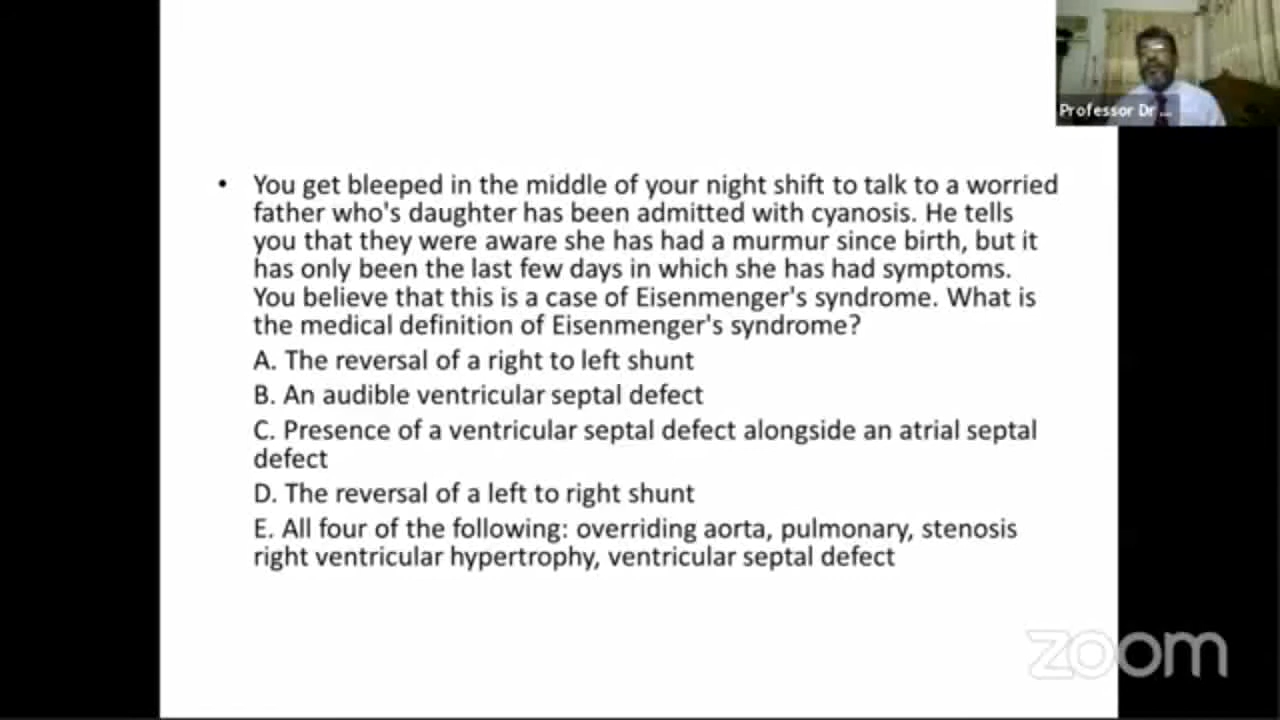 Professor Dr ...
• You get bleeped in the middle of your night shift to talk to a worried
father who's daughter has been admitted with cyanosis. He tells
you that they were aware she has had a murmur since birth, but it
has only been the last few days in which she has had symptoms.
You believe that this is a case of Eisenmenger's syndrome. What is
the medical definition of Eisenmenger's syndrome?
A. The reversal of a right to left shunt
B. An audible ventricular septal defect
C. Presence of a ventricular septal defect alongside an atrial septal
defect
D. The reversal of a left to right shunt
E. All four of the following: overriding aorta, pulmonary, stenosis
right ventricular hypertrophy, ventricular septal defect
zoom